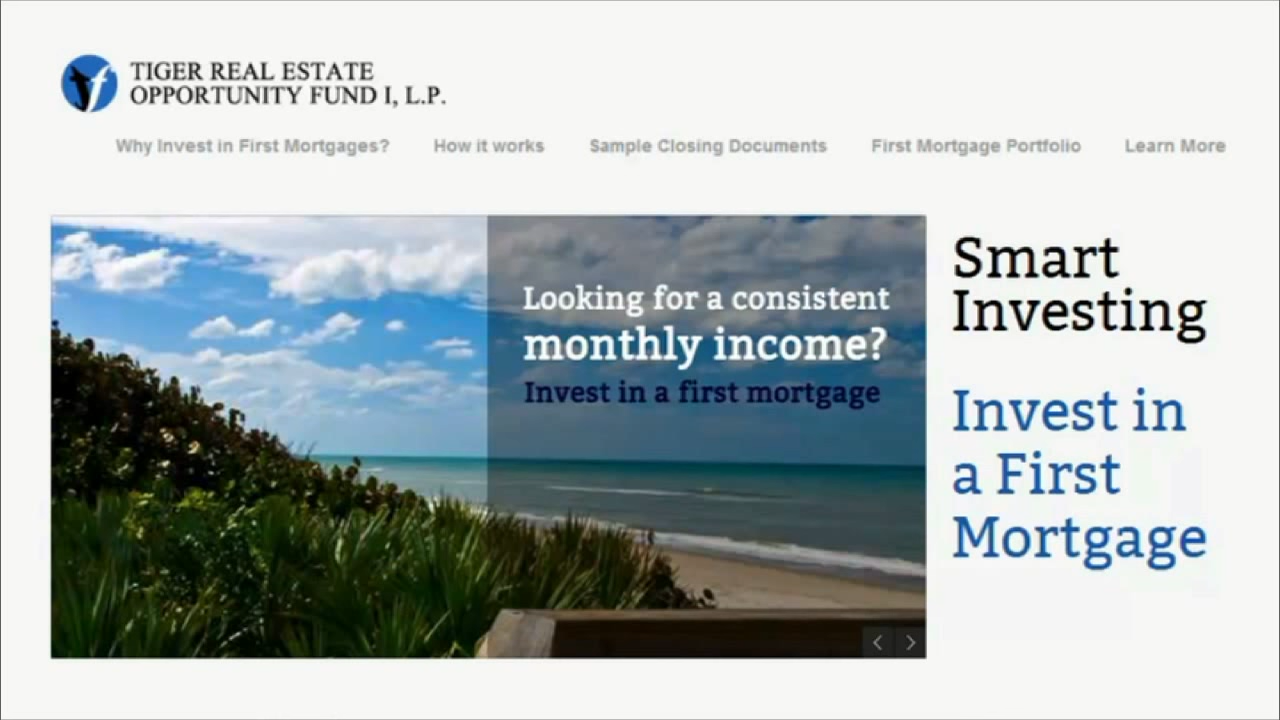 TIGER REAL ESTATE
OPPORTUNITY FUND I, L.P.
Why Invest in First Mortgages? How it works Sample Closing Documents First Mortgage Portfolio Learn More
Looking for a consistent
monthly income?
Invest in a first mortgage
Smart
Investing
Invest in
a First
Mortgage